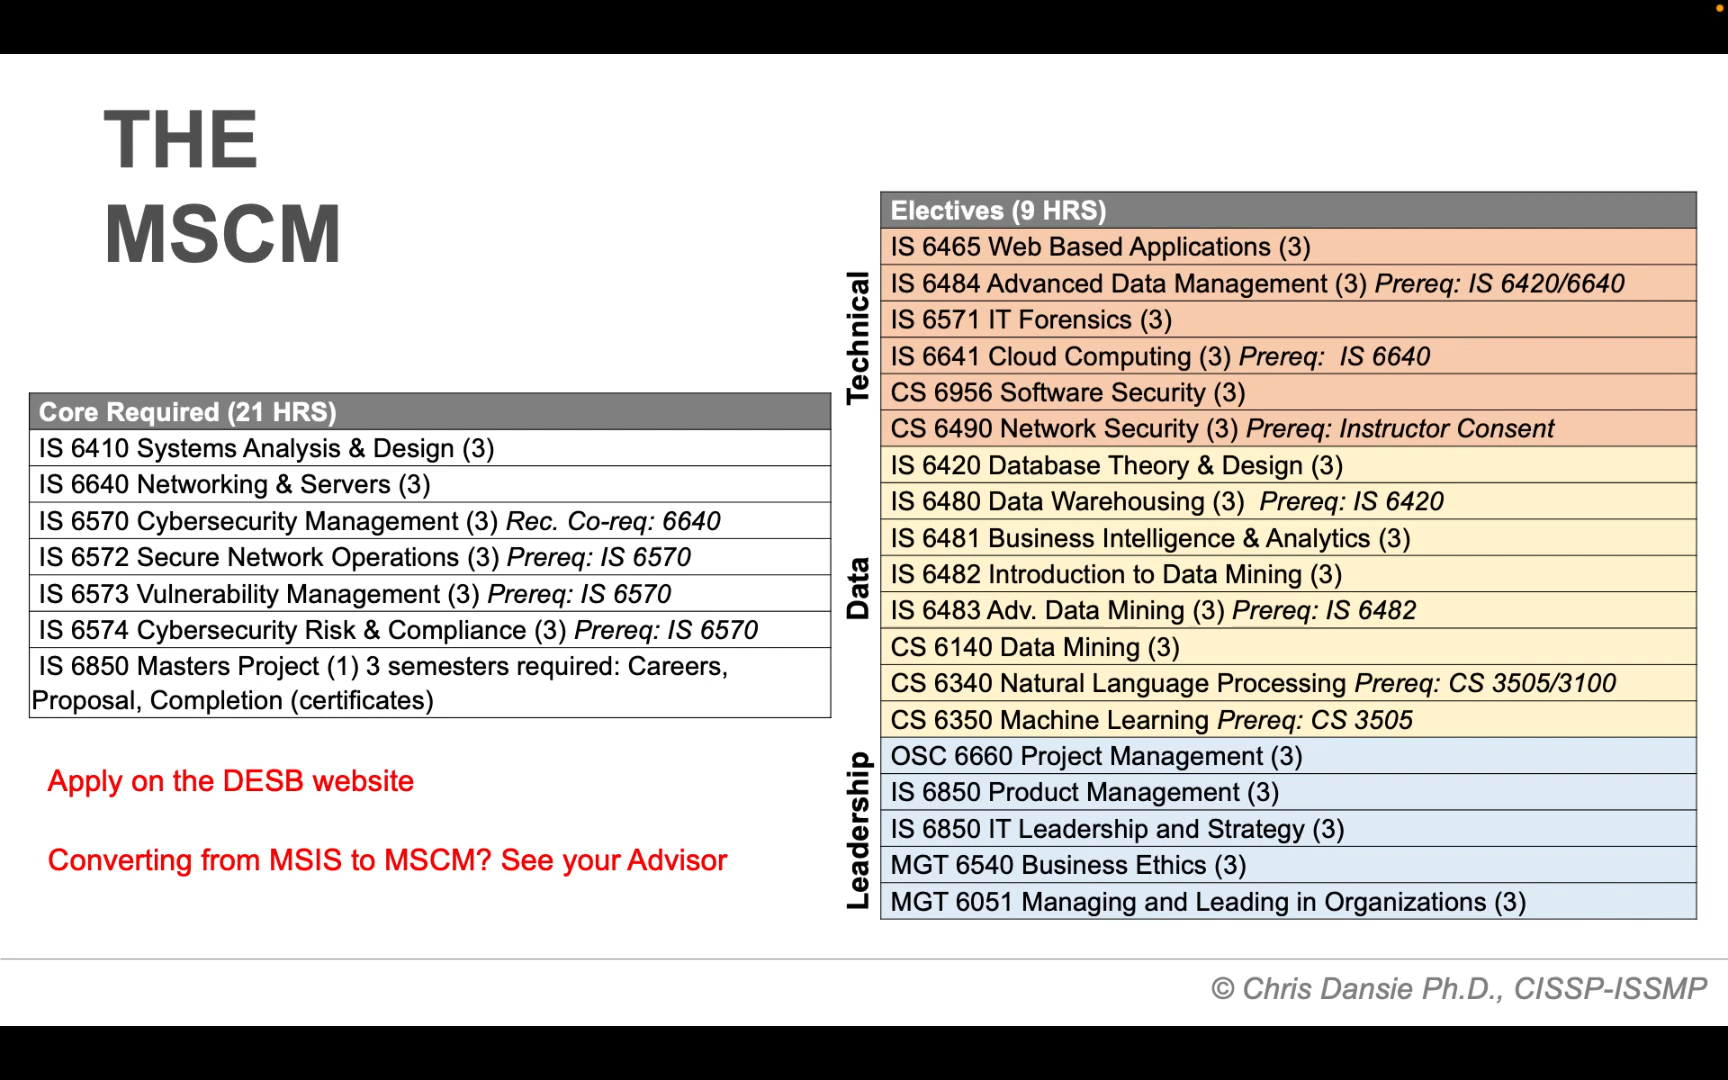 THE
MSCM
Core Required (21 HRS)
IS 6410 Systems Analysis & Design (3)
IS 6640 Networking & Servers (3)
IS 6570 Cybersecurity Management (3) Rec. Co-req: 6640
IS 6572 Secure Network Operations (3) Prereq: IS 6570
IS 6573 Vulnerability Management (3) Prereq: IS 6570
IS 6574 Cybersecurity Risk & Compliance (3) Prereq: IS 6570
IS 6850 Masters Project (1) 3 semesters required: Careers,
Proposal, Completion (certificates)
Apply on the DESB website
Converting from MSIS to MSCM? See your Advisor
Electives (9 HRS)
Technical
IS 6465 Web Based Applications (3)
IS 6484 Advanced Data Management (3) Prereq: IS 6420/6640
IS 6571 IT Forensics (3)
IS 6641 Cloud Computing (3) Prereq: IS 6640
CS 6956 Software Security (3)
CS 6490 Network Security (3) Prereq: Instructor Consent
Data
IS 6420 Database Theory & Design (3)
IS 6480 Data Warehousing (3) Prereq: IS 6420
IS 6481 Business Intelligence & Analytics (3)
IS 6482 Introduction to Data Mining (3)
IS 6483 Adv. Data Mining (3) Prereq: IS 6482
CS 6140 Data Mining (3)
CS 6340 Natural Language Processing Prereq: CS 3505/3100
CS 6350 Machine Learning Prereq: CS 3505
Leadership
OSC 6660 Project Management (3)
IS 6850 Product Management (3)
IS 6850 IT Leadership and Strategy (3)
MGT 6540 Business Ethics (3)
MGT 6051 Managing and Leading in Organizations (3)
© Chris Dansie Ph.D., CISSP-ISSMP